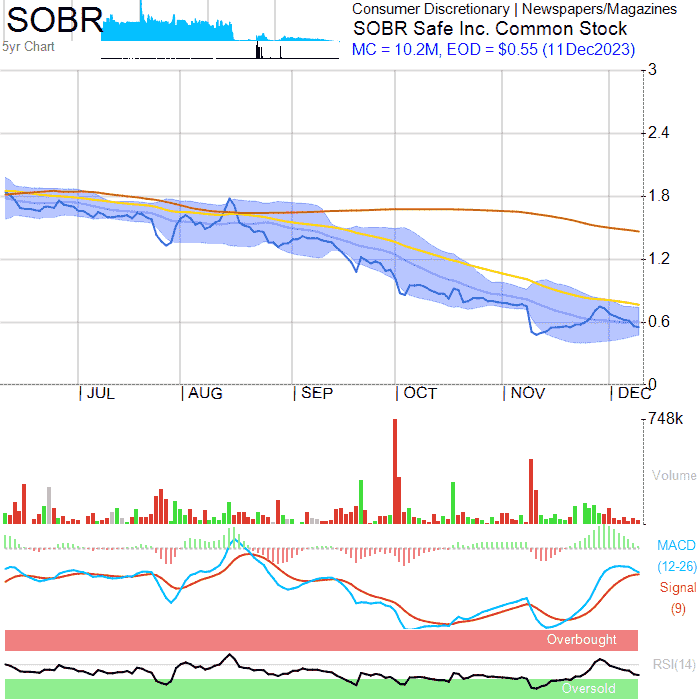 SOBR
5yr Chart
Consumer Discretionary | Newspapers/Magazines
SOBR Safe Inc. Common Stock
MC = 10.2M, EOD = $0.55 (11Dec2023)
3
2.4
1.8
1.2
0.6
0
JUL AUG SEP OCT NOV DEC
748k
Volume
MACD
(12-26)
Signal
(9)
Overbought
RSI(14)
Oversold